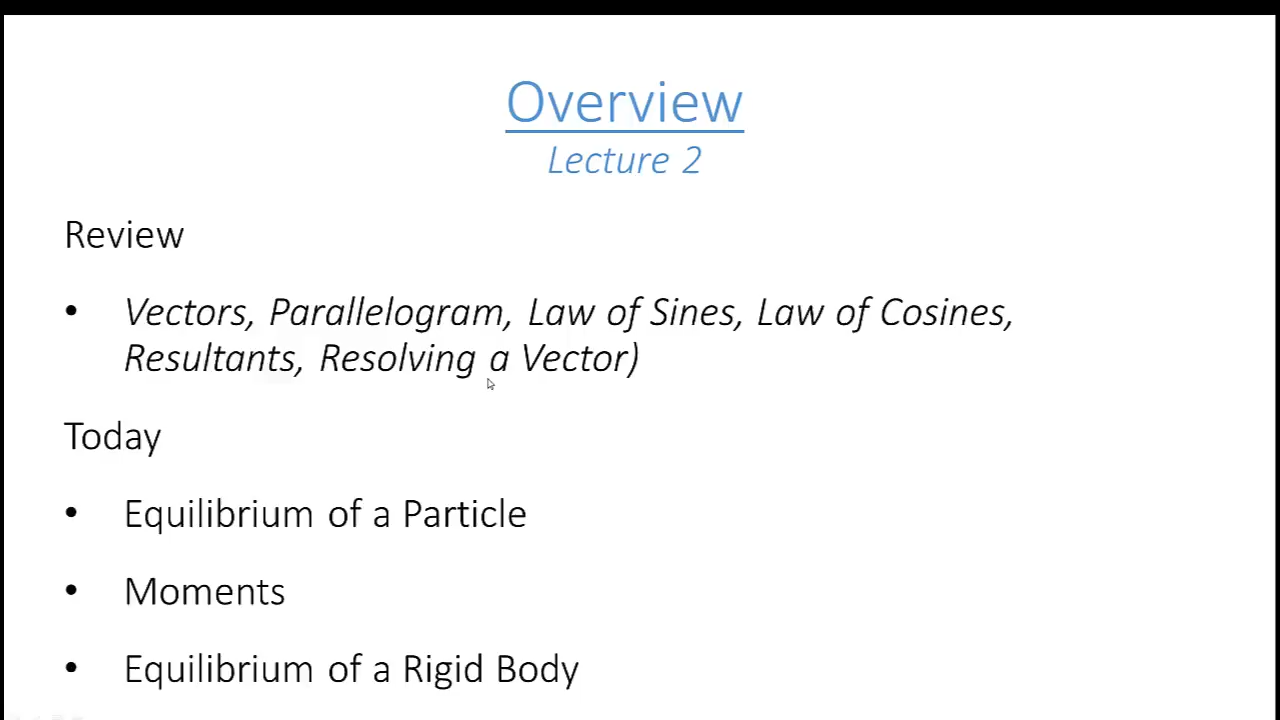 Overview
Lecture 2
Review
• Vectors, Parallelogram, Law of Sines, Law of Cosines,
Resultants, Resolving a Vector)
Today
• Equilibrium of a Particle
• Moments
• Equilibrium of a Rigid Body